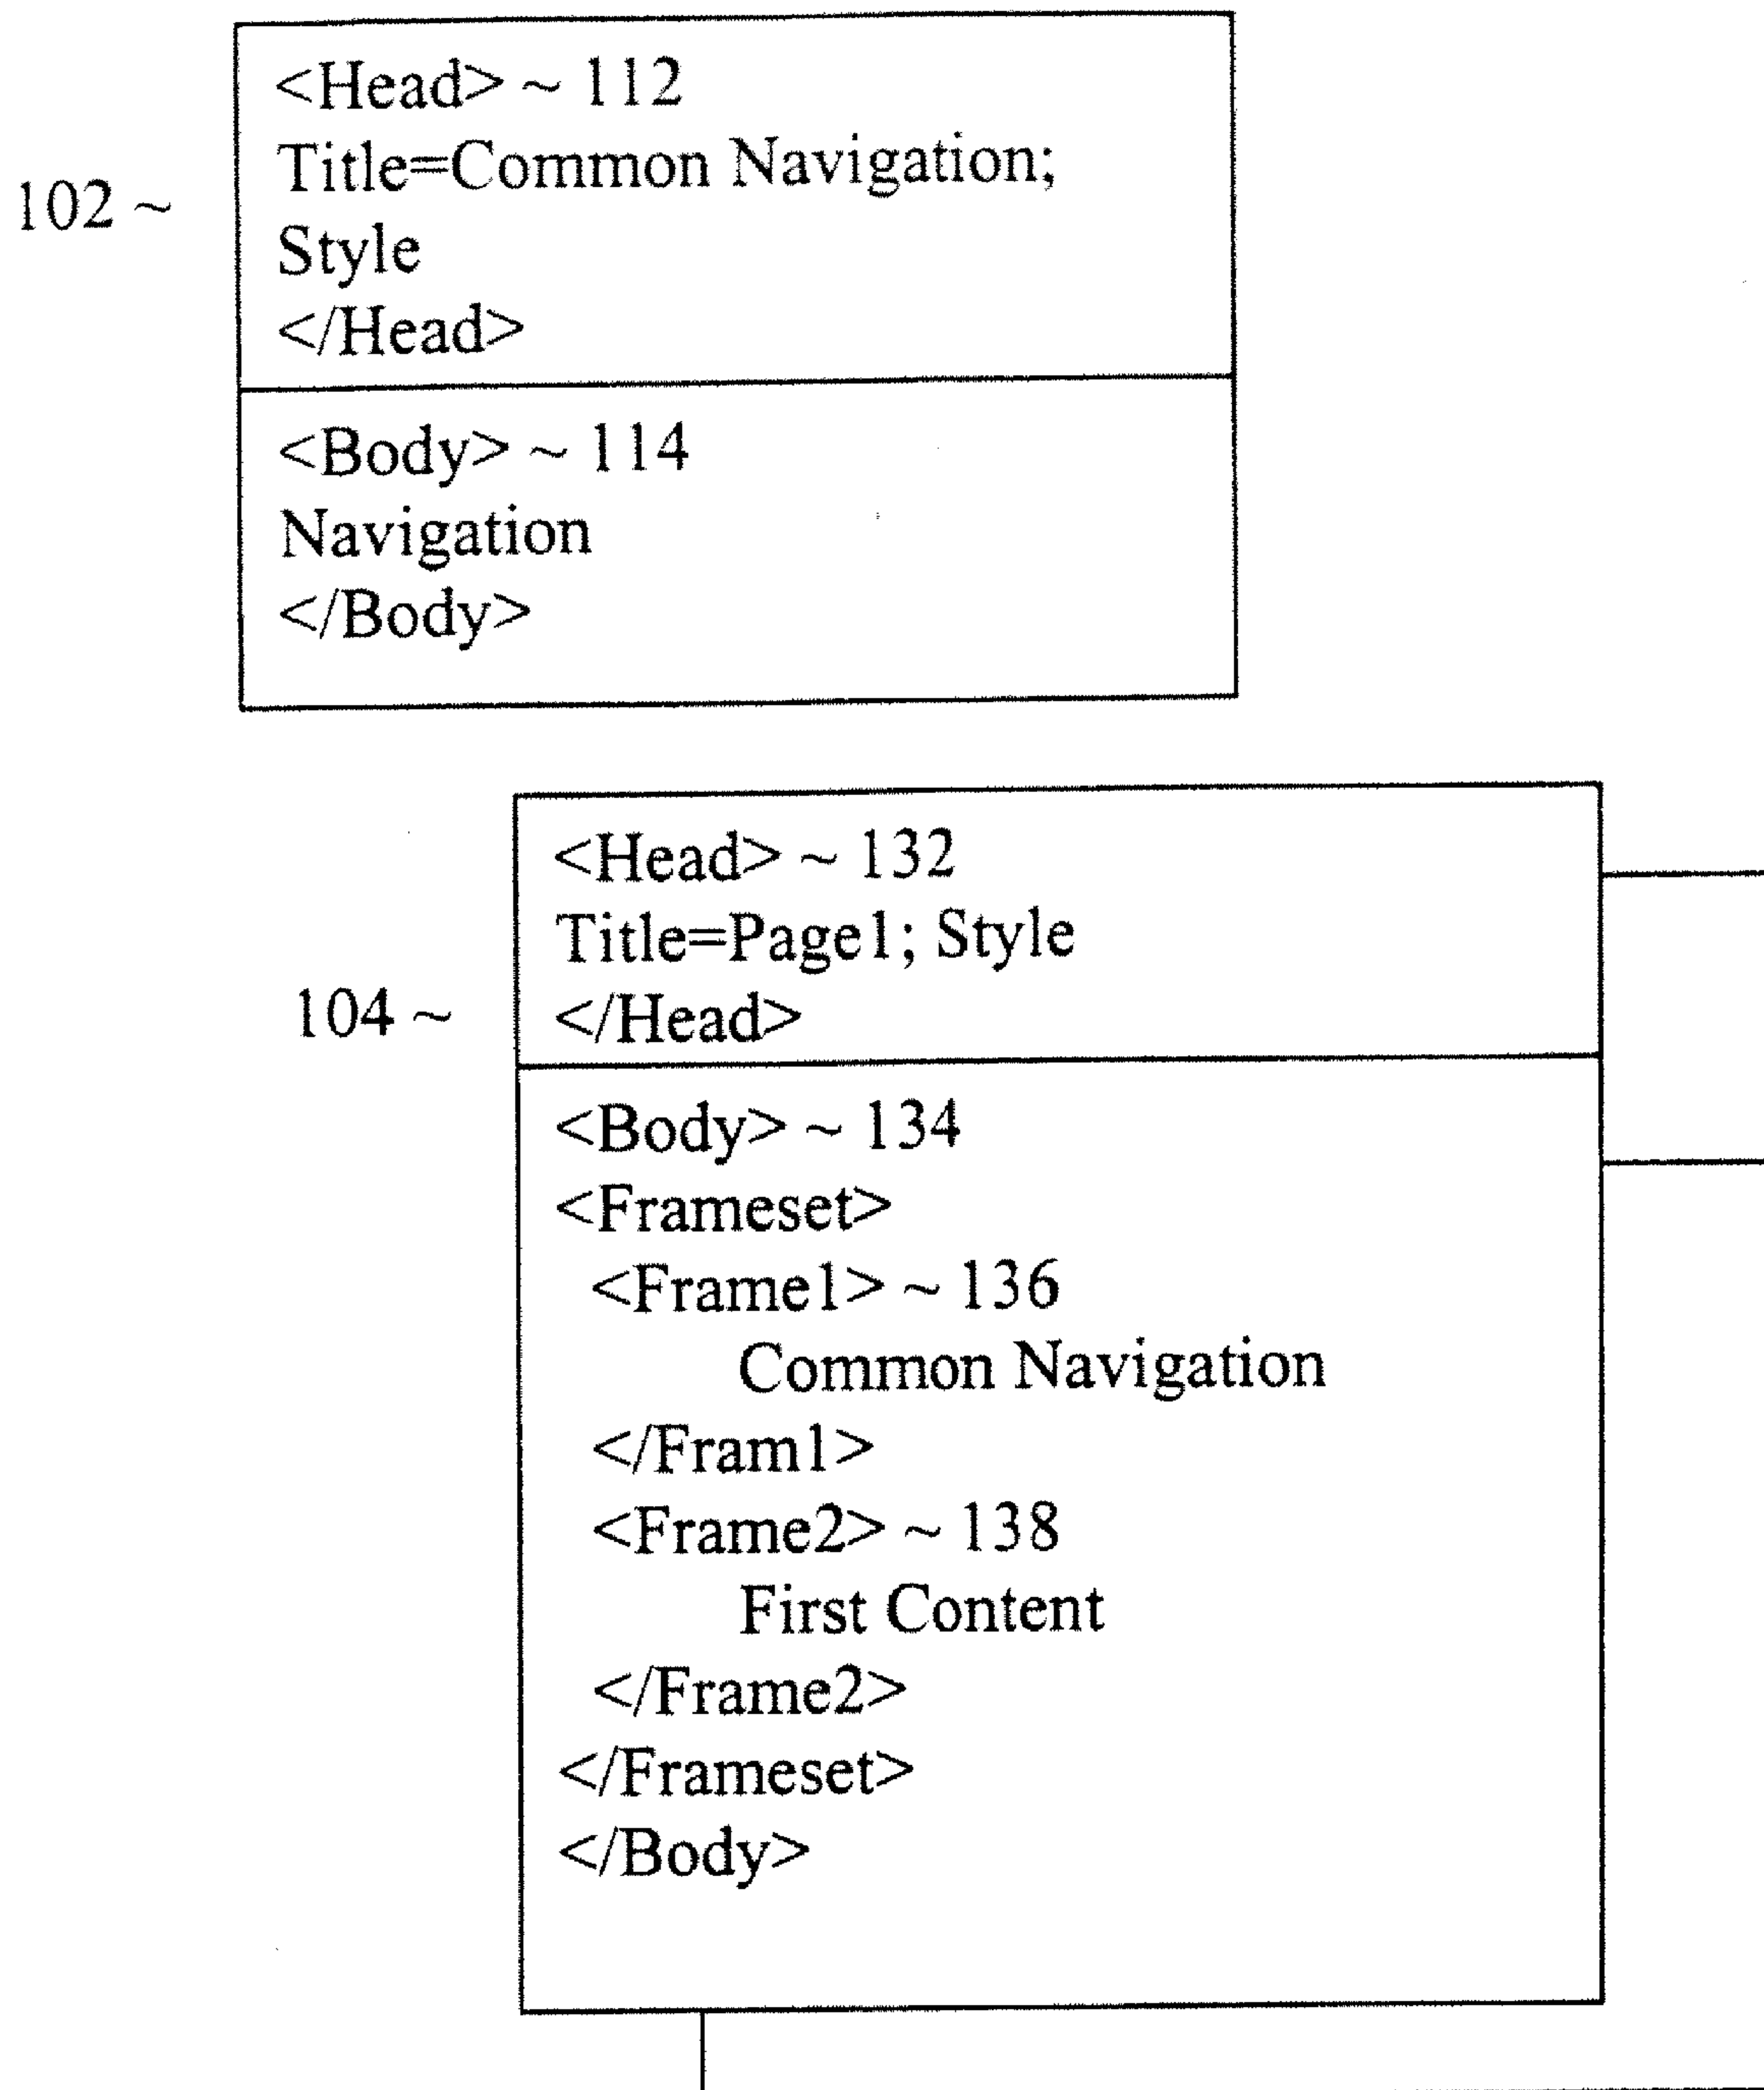 <Head> ~ 112
Title=Common Navigation;
102 ~
Style
</Head>
<Body> ~ 114
Navigation
</Body>
<Head> ~ 132
Title=Page1; Style
104 ~
</Head>
<Body> ~ 134
<Frameset>
<Frame1> ~ 136
Common Navigation
</Fram1>
<Frame2> ~ 138
First Content
</Frame2>
</Frameset>
</Body>